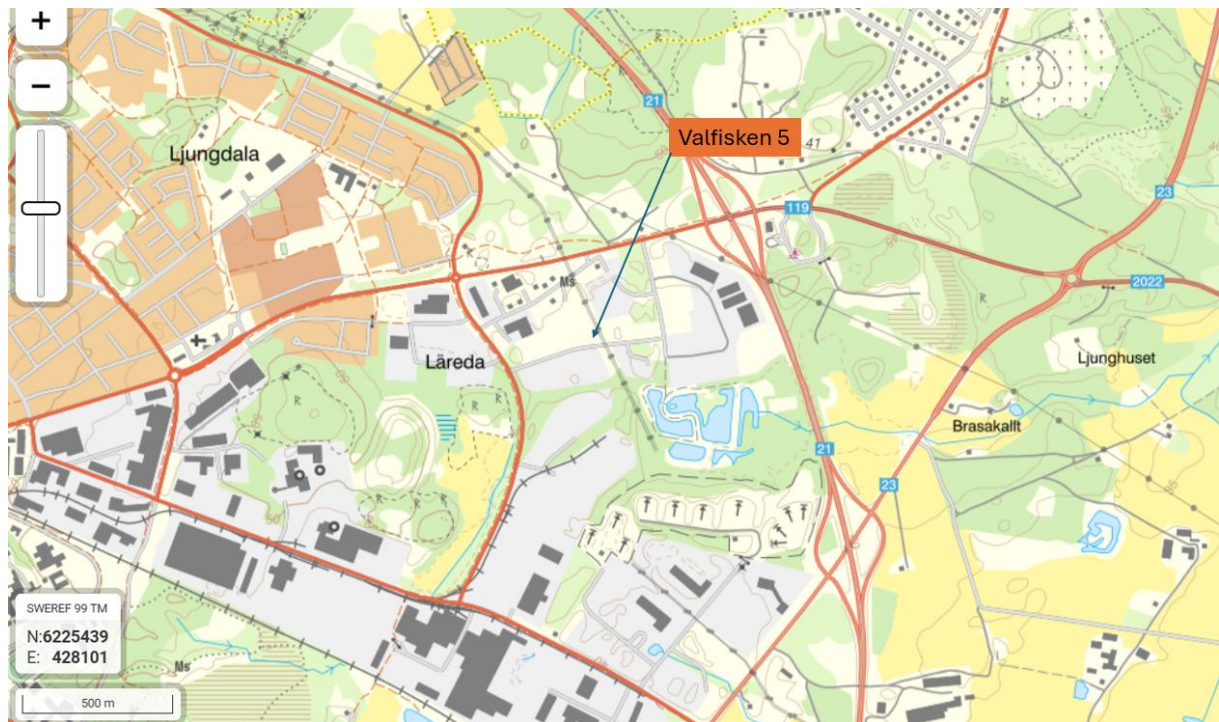 +
−
21
Valfisken 5
41
Ljungdala
119
23
2022
Ms
Läreda
Ljunghuset
Brasakallt
21
23
SWEREF 99 TM
N:6225439
E: 428101
Ms
500 m